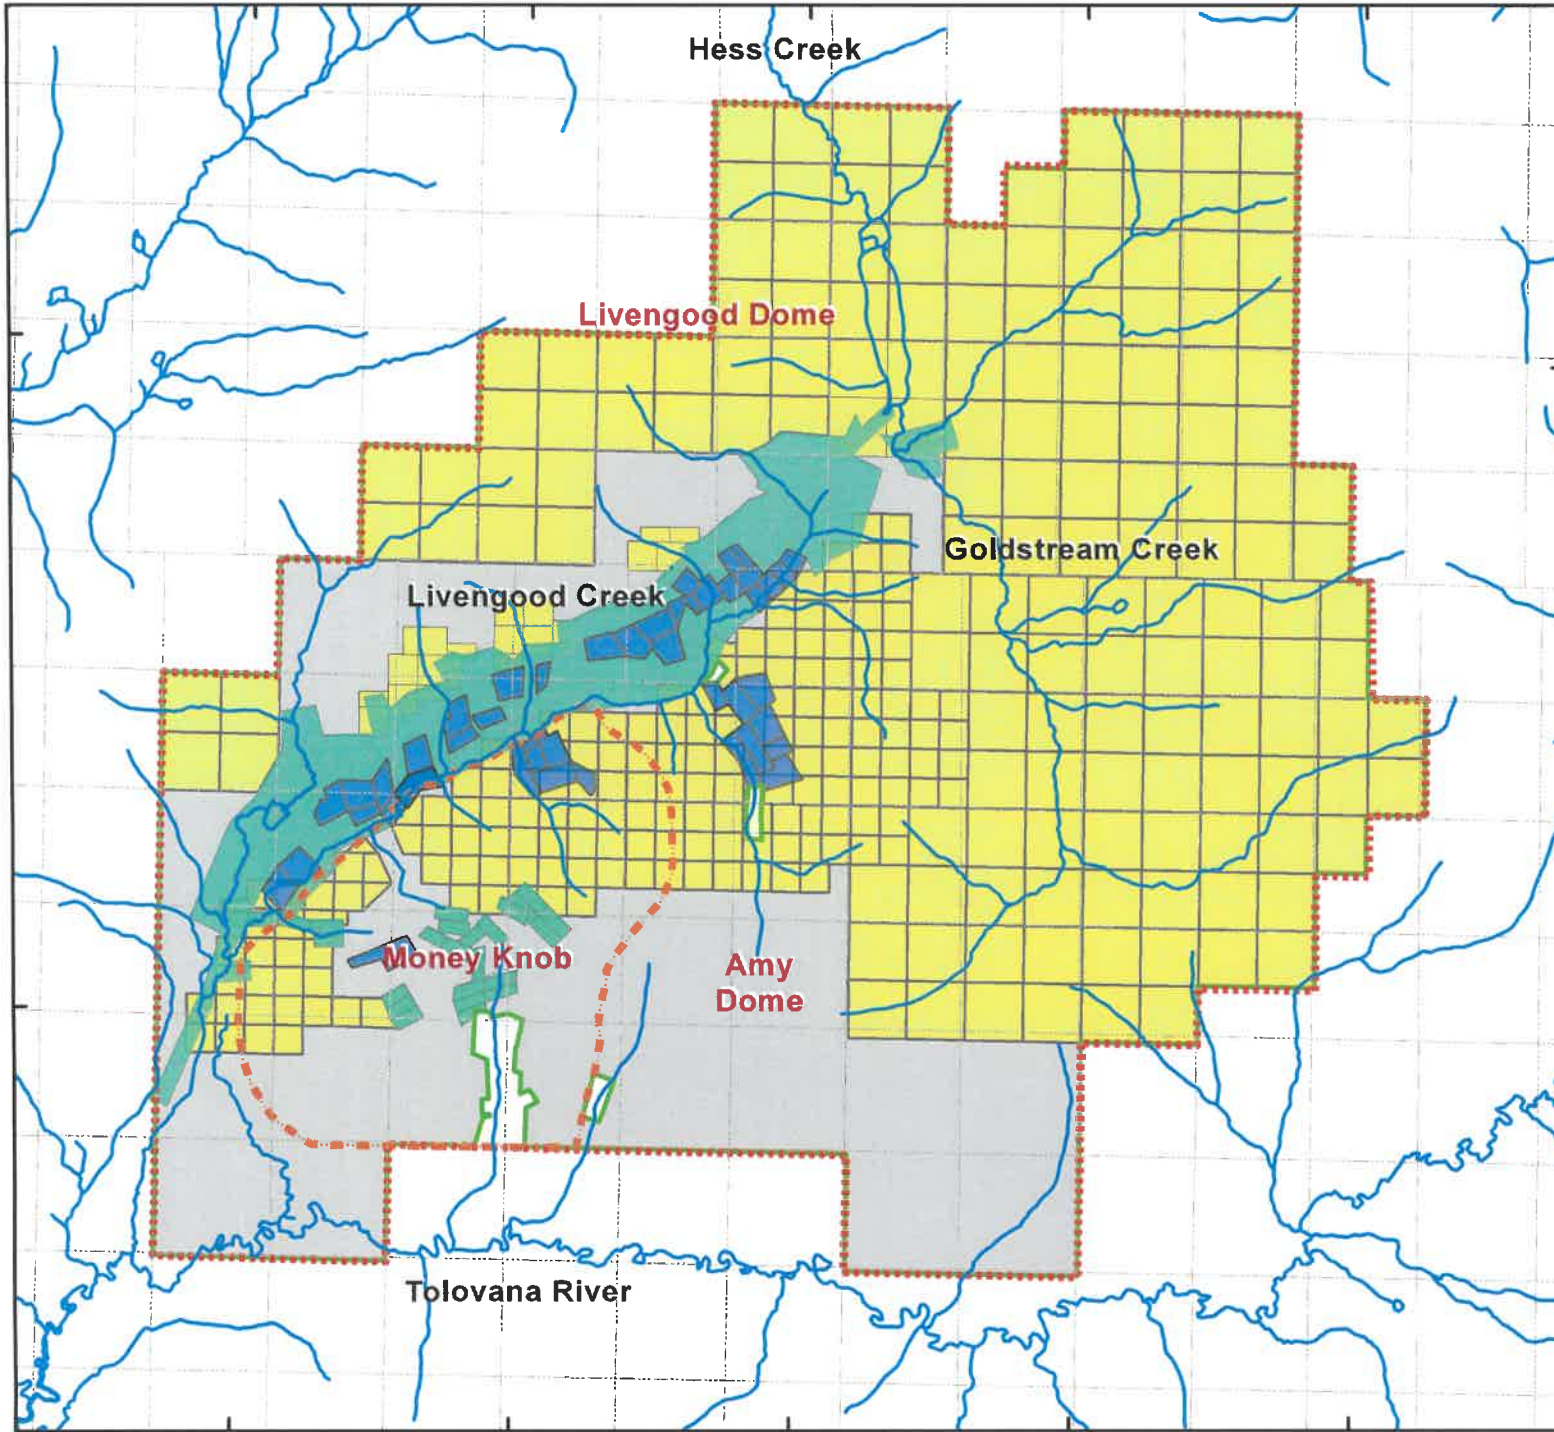 Hess Creek
Livengood Dome
Goldstream Creek
Livengood Creek
Money Knob
Amy
Dome
Tolovana River